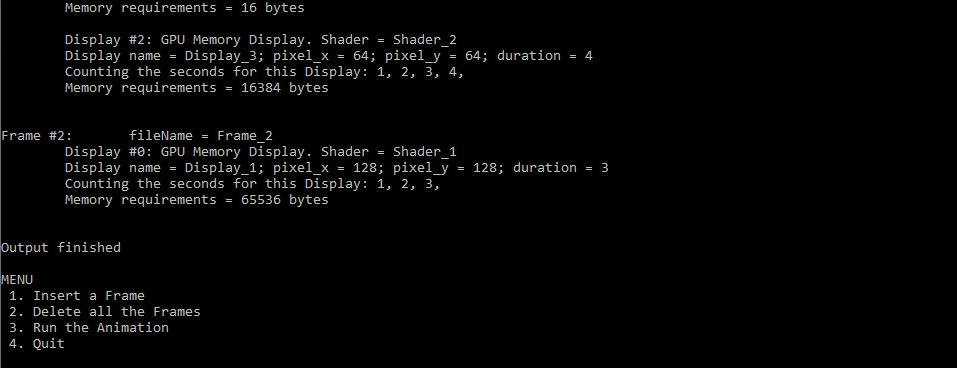 Memory requirements = 16 bytes
Display #2: GPU Memory Display. Shader = Shader_2
Display name = Display_3; pixel_x = 64; pixel_y = 64; duration = 4
Counting the seconds for this Display: 1, 2, 3, 4,
Memory requirements = 16384 bytes
Frame #2:       fileName = Frame_2
Display #0: GPU Memory Display. Shader = Shader_1
Display name = Display_1; pixel_x = 128; pixel_y = 128; duration = 3
Counting the seconds for this Display: 1, 2, 3,
Memory requirements = 65536 bytes
Output finished
MENU
1. Insert a Frame
2. Delete all the Frames
3. Run the Animation
4. Quit